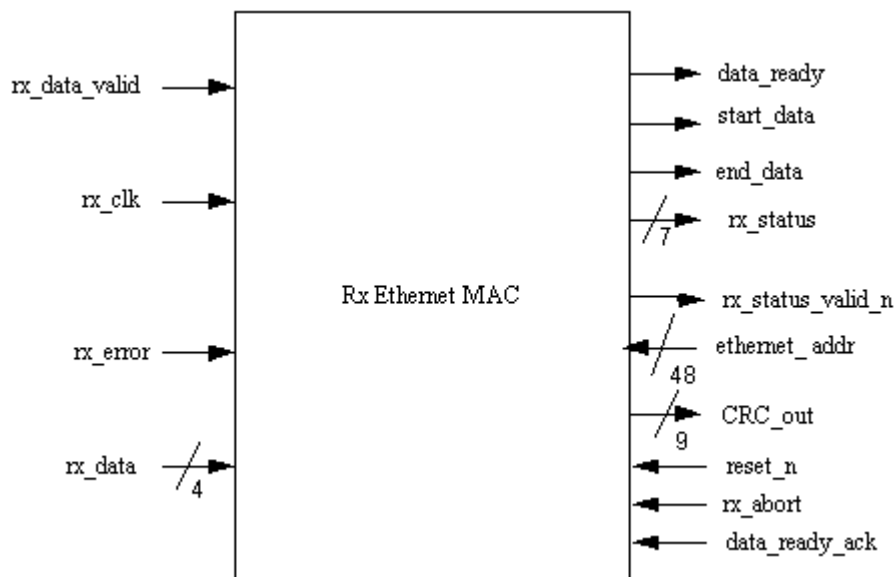 rx_data_valid
rx_clk
rx_error
rx_data
4
Rx Ethernet MAC
data_ready
start_data
end_data
rx_status
7
rx_status_valid_n
ethernet_ addr
48
CRC_out
9
reset_n
rx_abort
data_ready_ack